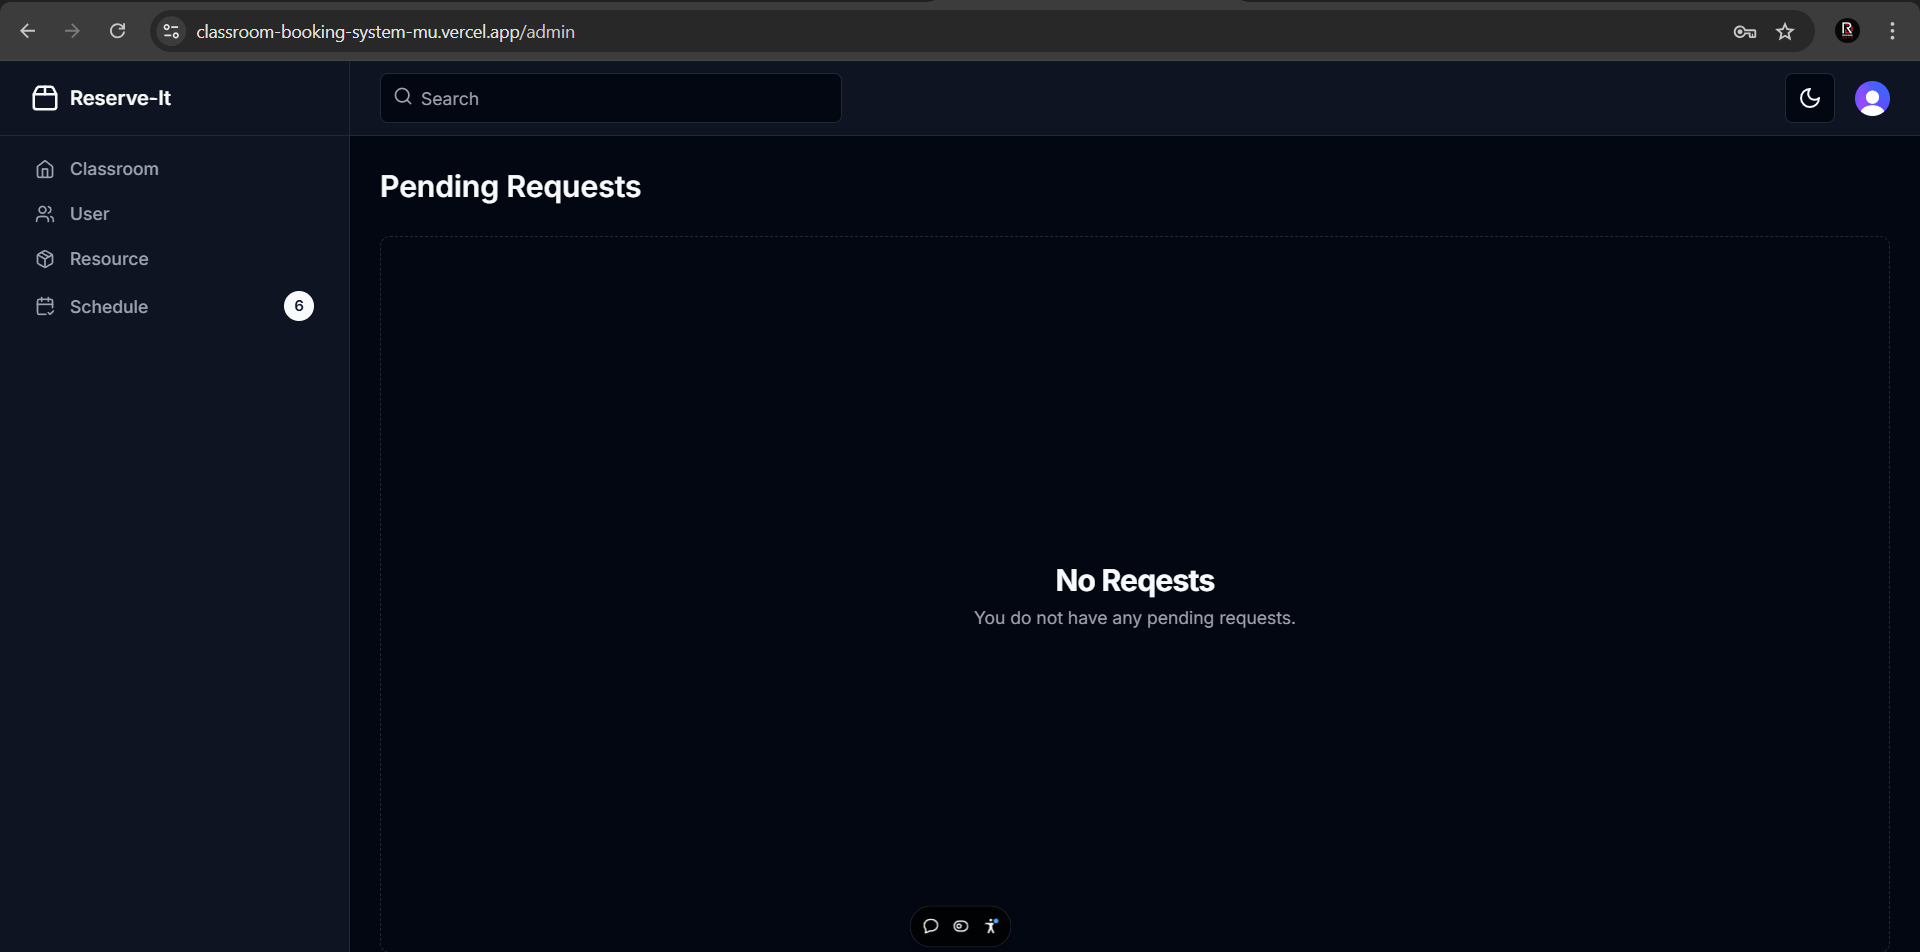 classroom-booking-system-mu.vercel.app/admin
Reserve-It
Search
Classroom
User
Resource
Schedule
6
Pending Requests
No Reqests
You do not have any pending requests.